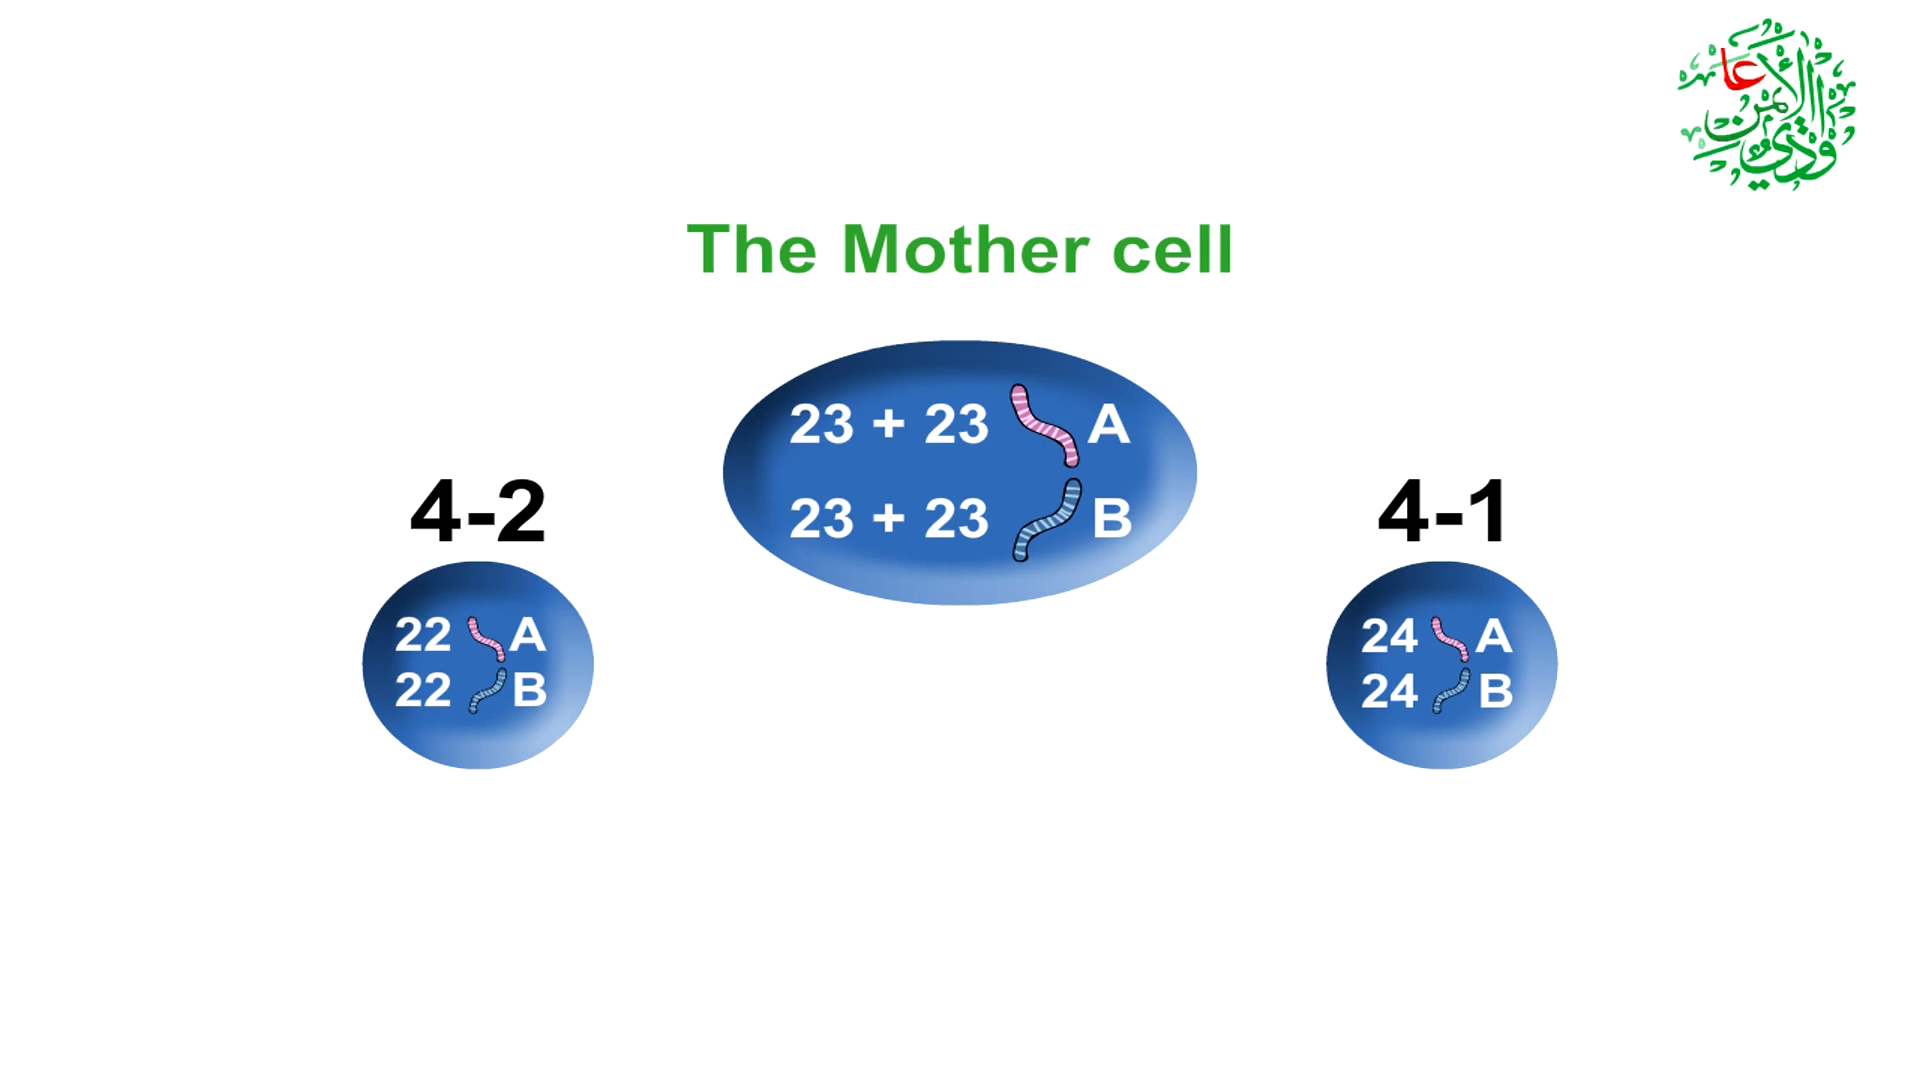 The Mother cell
23 + 23 A
23 + 23 B
4-2
22 A
22 B
4-1
24 A
24 B